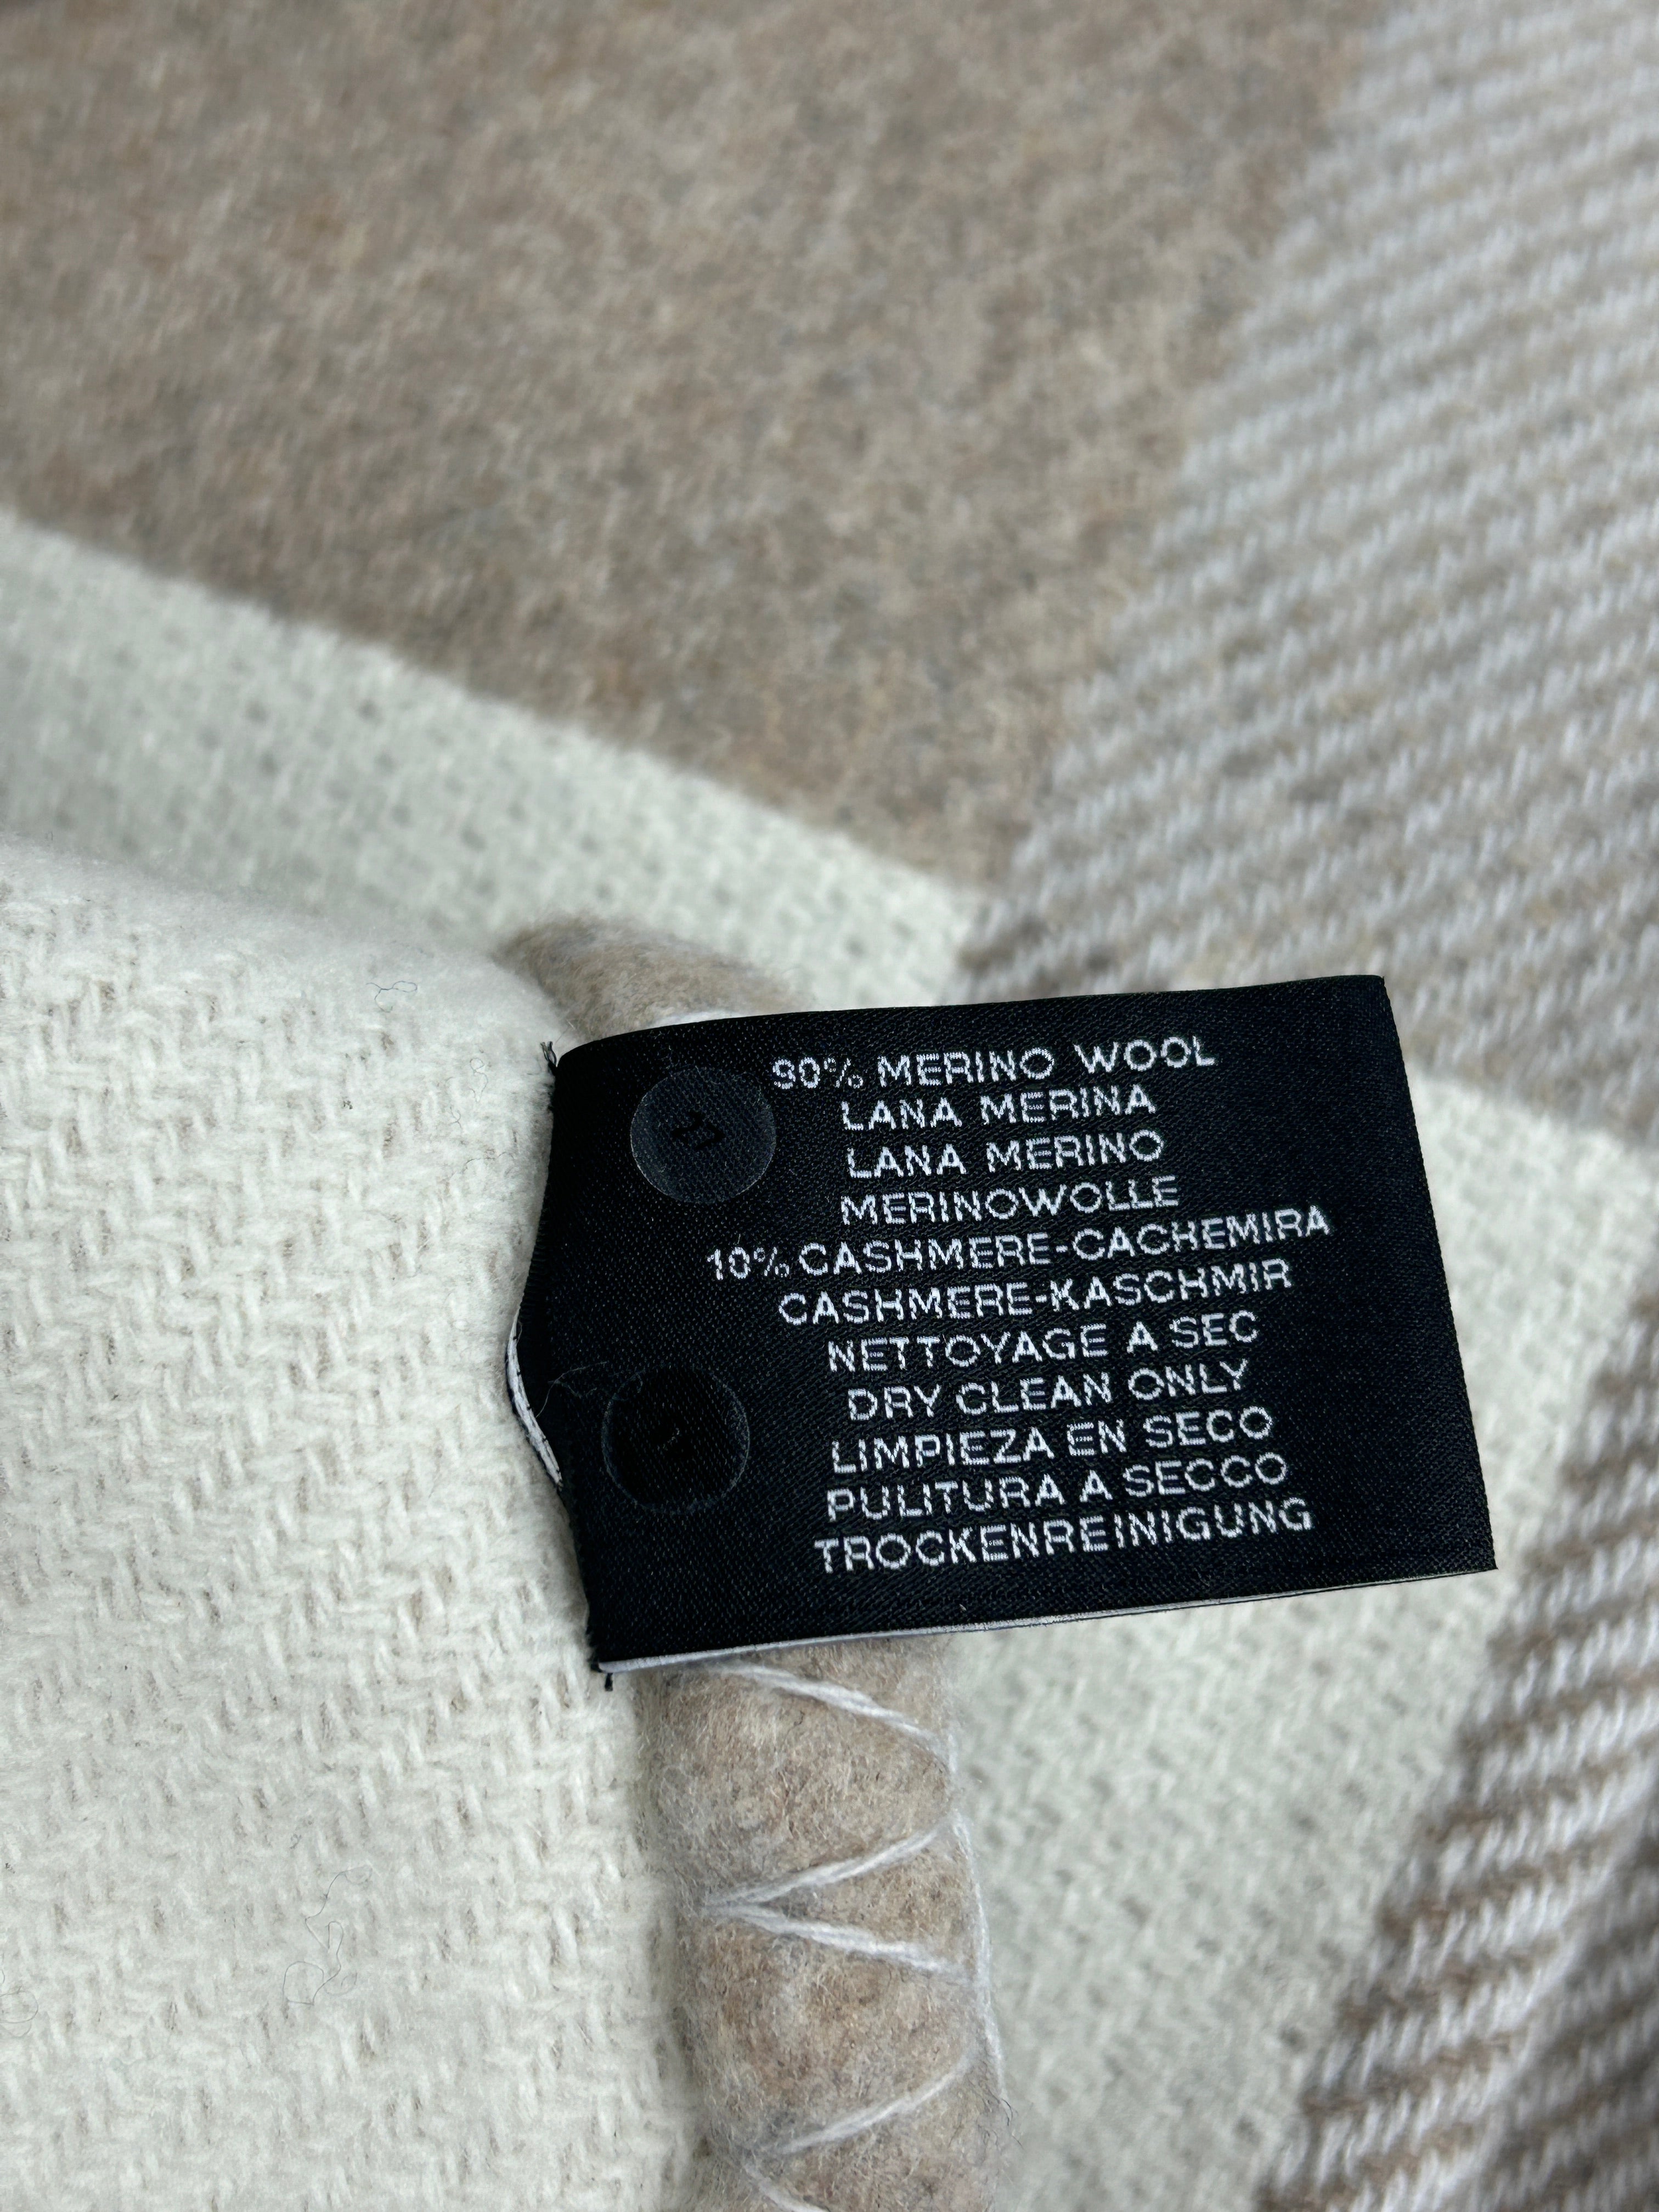 90% MERINO WOOL
LANA MERINA
LANA MERINO
MERINOWOLLE
10% CASHMERE-CACHEMIRA
CASHMERE-KASCHMIR
NETTOYAGE A SEC
DRY CLEAN ONLY
LIMPIEZA EN SECO
PULITURA A SECCO
TROCKENREINIGUNG